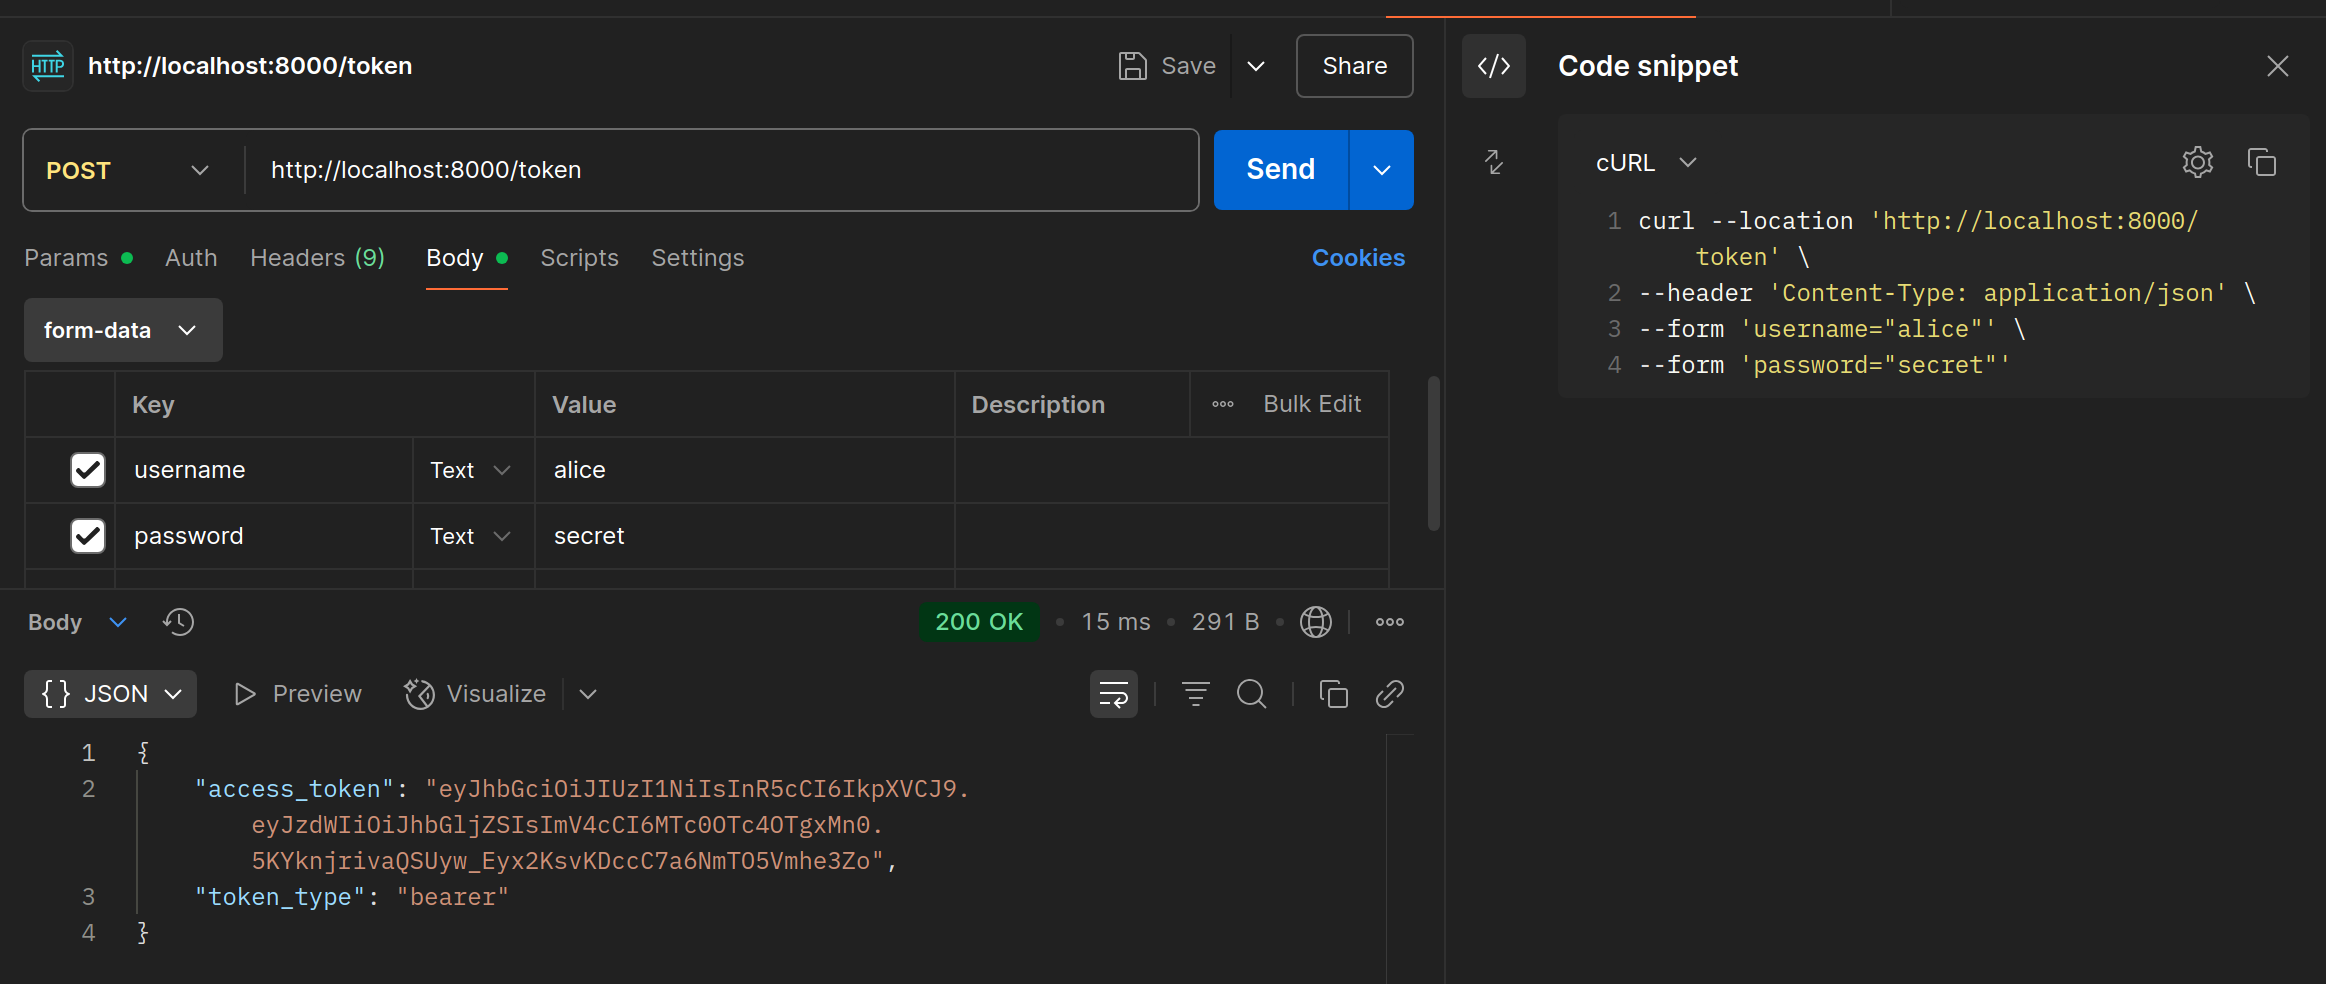 HTTP http://localhost:8000/token Save Share
POST http://localhost:8000/token Send
Params Auth Headers (9) Body Scripts Settings Cookies
form-data
Key Value Description Bulk Edit
username Text alice
password Text secret
Body 200 OK 15 ms 291 B
{} JSON Preview Visualize
1 {
2 "access_token": "eyJhbGciOiJIUzI1NiIsInR5cCI6IkpXVCJ9.
eyJzdWIiOiJhbGljZSIsImV4cCI6MTc0OTc4OTgxMn0.
5KYknjrivaQSUyw_Eyx2KsvKDccC7a6NmTO5Vmhe3Zo",
3 "token_type": "bearer"
4 }
</> Code snippet
cURL
1 curl --location 'http://localhost:8000/
token' \
2 --header 'Content-Type: application/json' \
3 --form 'username="alice"' \
4 --form 'password="secret"'